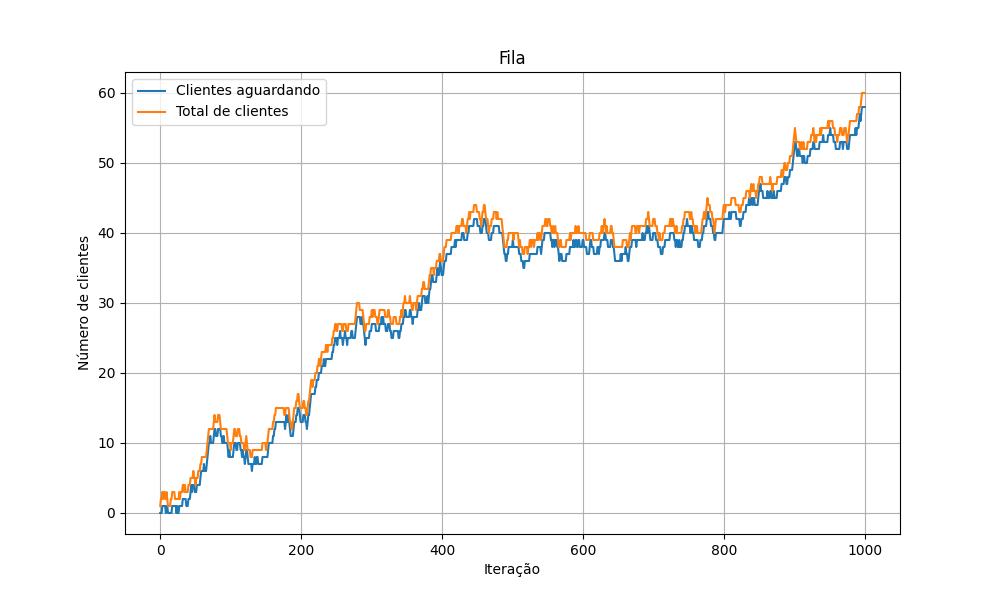 Fila
Clientes aguardando
Total de clientes
60
50
40
30
20
10
0
Número de clientes
0 200 400 600 800 1000
Iteração